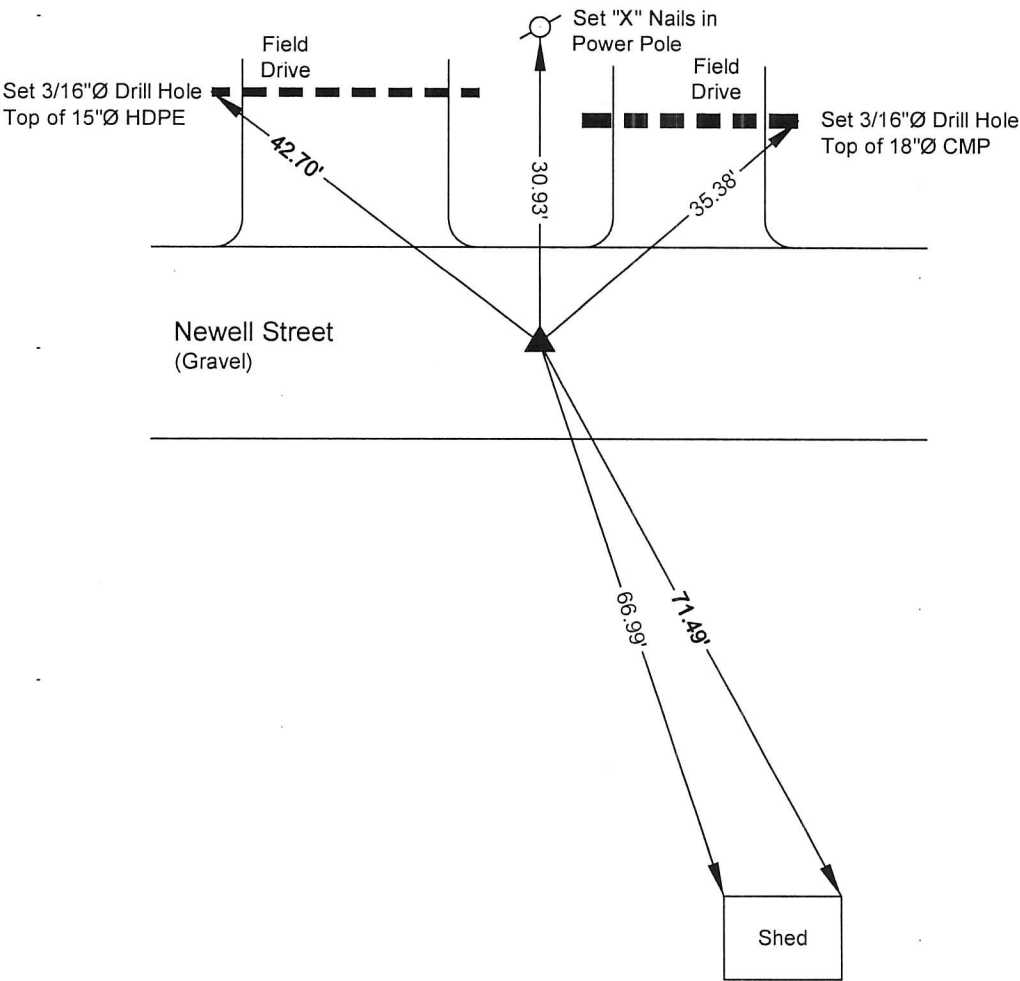 Set "X" Nails in
Power Pole
Field
Drive
Set 3/16"Ø Drill Hole
Top of 15"Ø HDPE
Field
Drive
Set 3/16"Ø Drill Hole
Top of 18"Ø CMP
42.70'
30.93'
35.38'
Newell Street
(Gravel)
66.99'
71.49'
Shed